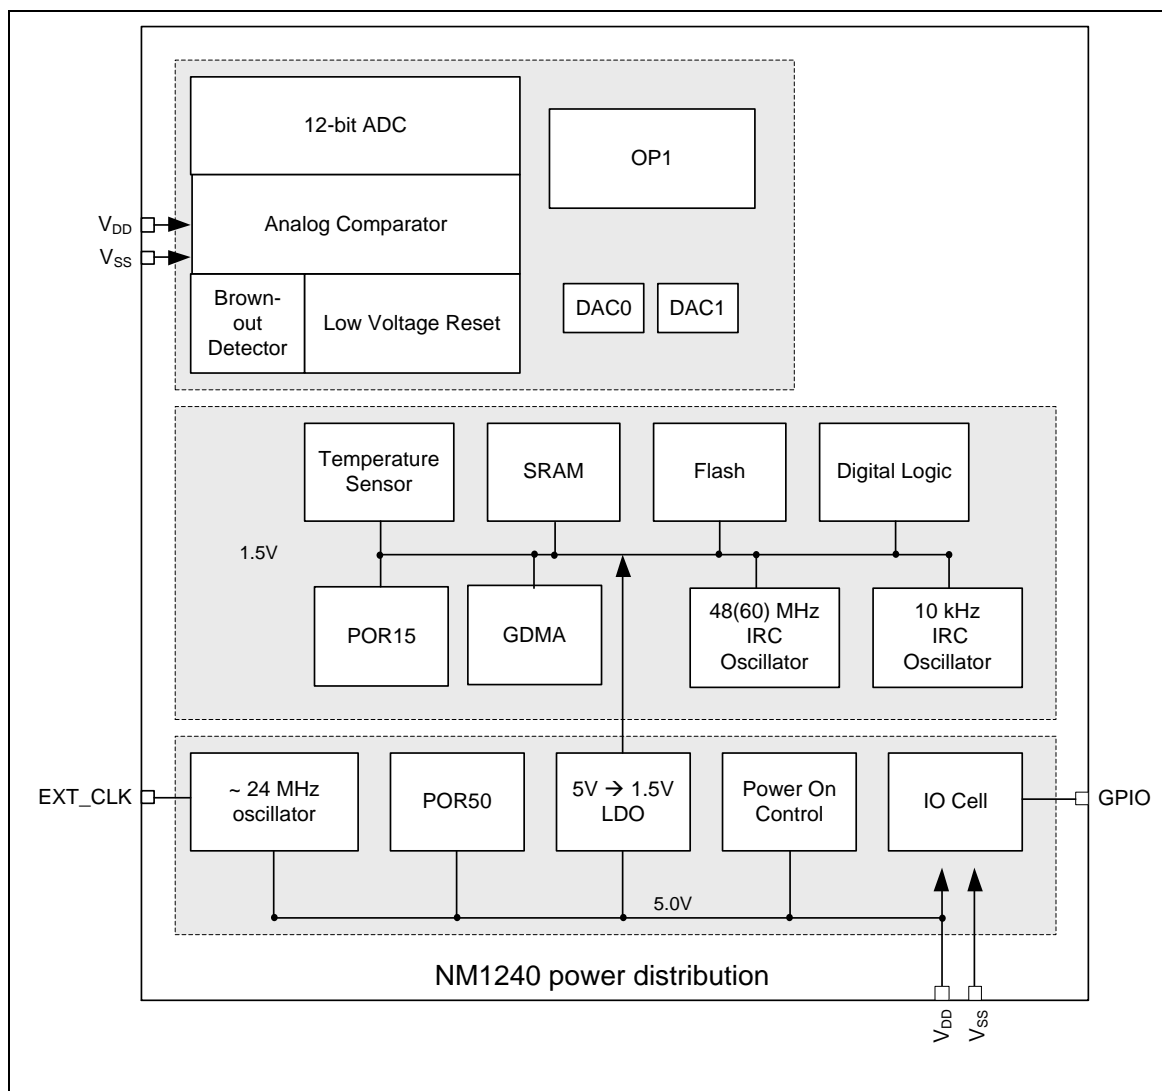 12-bit ADC
OP1
Analog Comparator
VDD
VSS
Brown-
out
Detector
Low Voltage Reset
DAC0
DAC1
Temperature
Sensor
SRAM
Flash
Digital Logic
1.5V
POR15
GDMA
48(60) MHz
IRC
Oscillator
10 kHz
IRC
Oscillator
EXT_CLK
~ 24 MHz
oscillator
POR50
5V → 1.5V
LDO
Power On
Control
IO Cell
GPIO
5.0V
NM1240 power distribution
VDD
VSS